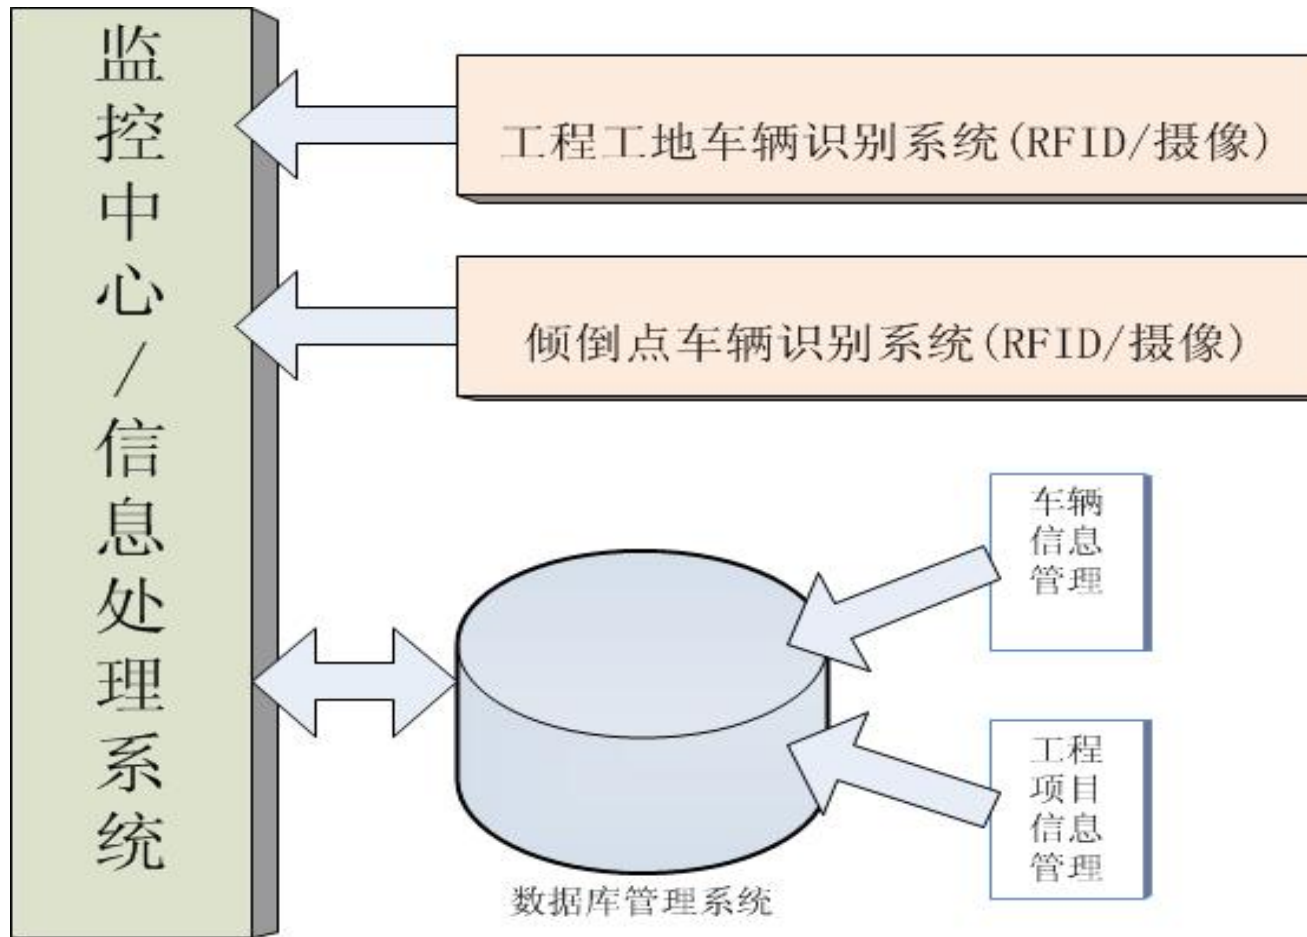 监控中心/信息处理系统
工程工地车辆识别系统(RFID/摄像)
倾倒点车辆识别系统(RFID/摄像)
车辆
信息
管理
工程
项目
信息
管理
数据库管理系统